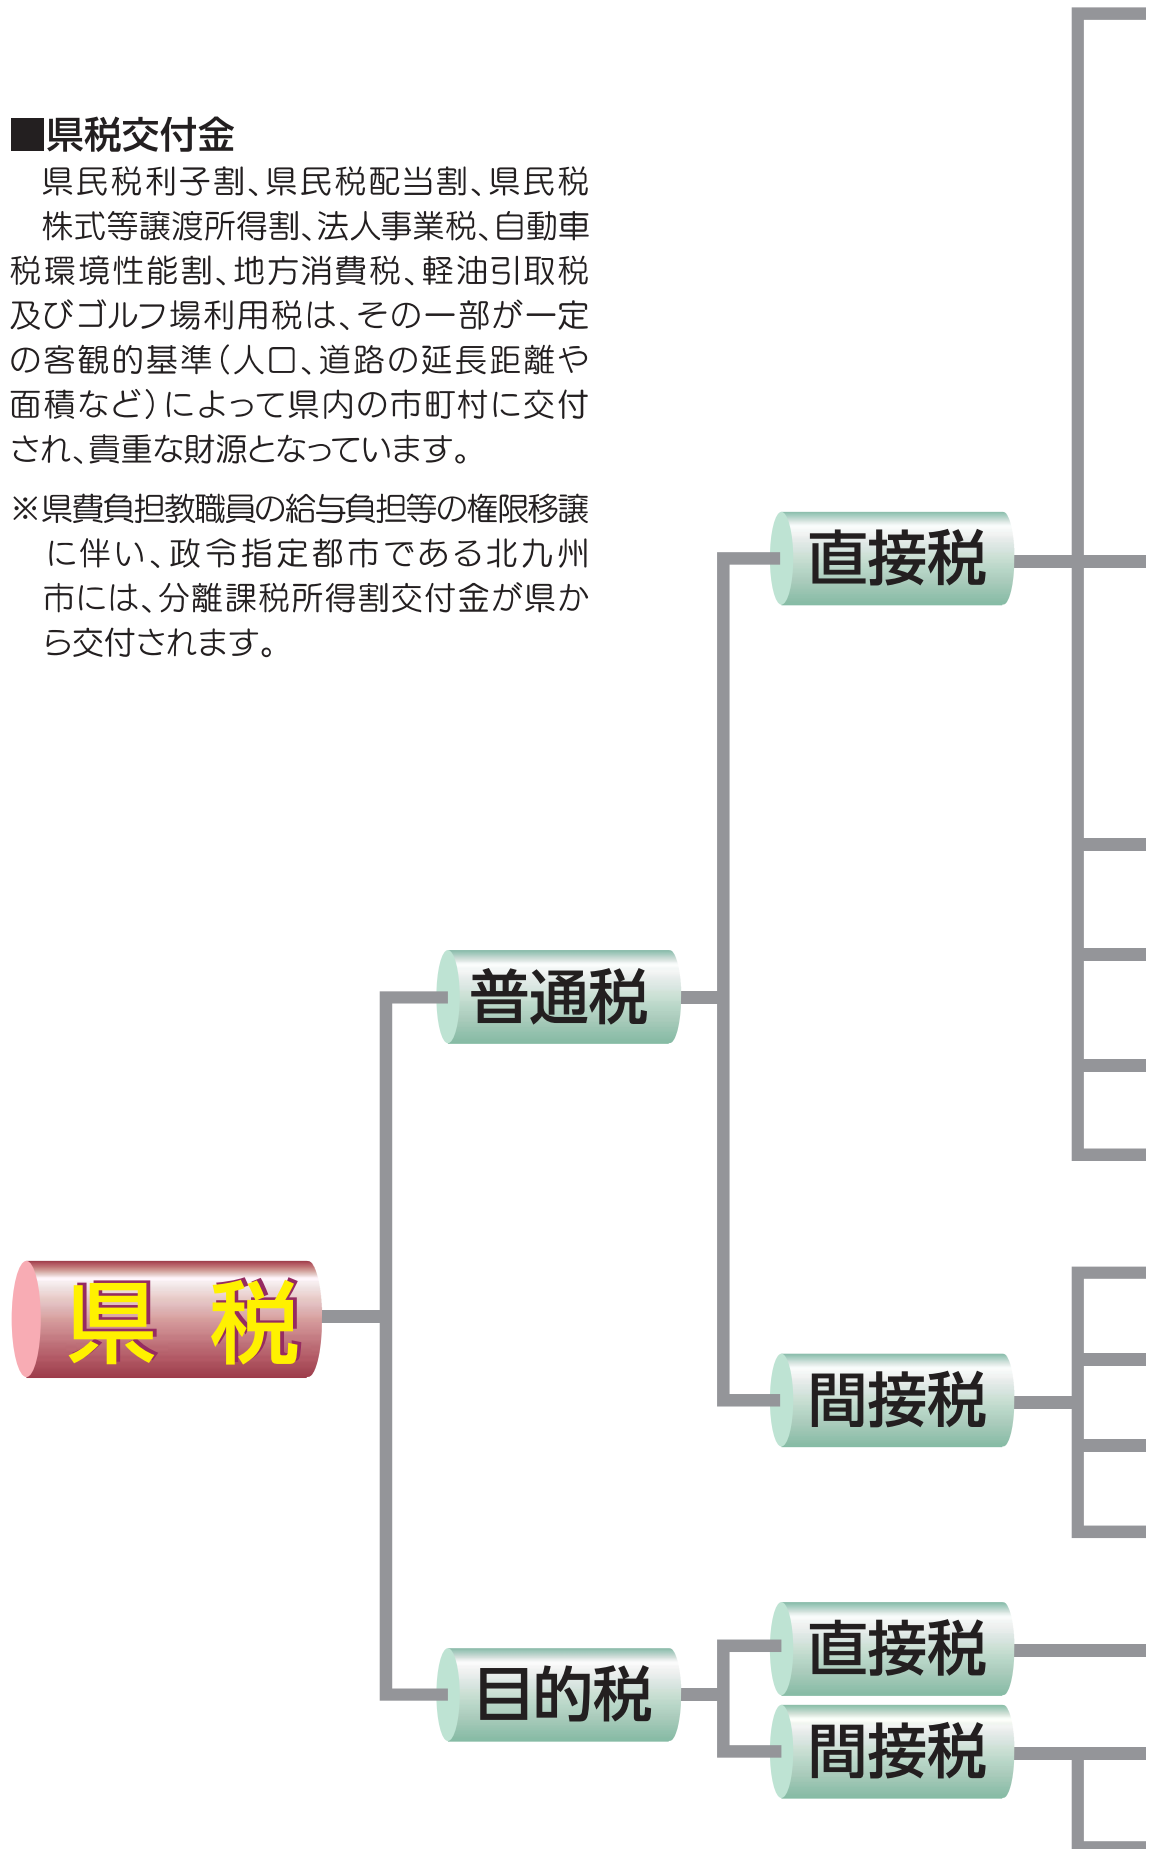 ■県税交付金
県民税利子割、県民税配当割、県民税
株式等譲渡所得割、法人事業税、自動車
税環境性能割、地方消費税、軽油引取税
及びゴルフ場利用税は、その一部が一定
の客観的基準（人口、道路の延長距離や
面積など）によって県内の市町村に交付
され、貴重な財源となっています。
※県費負担教職員の給与負担等の権限移譲
に伴い、政令指定都市である北九州
市には、分離課税所得割交付金が県か
ら交付されます。
直接税
普通税
県 税
間接税
直接税
目的税
間接税